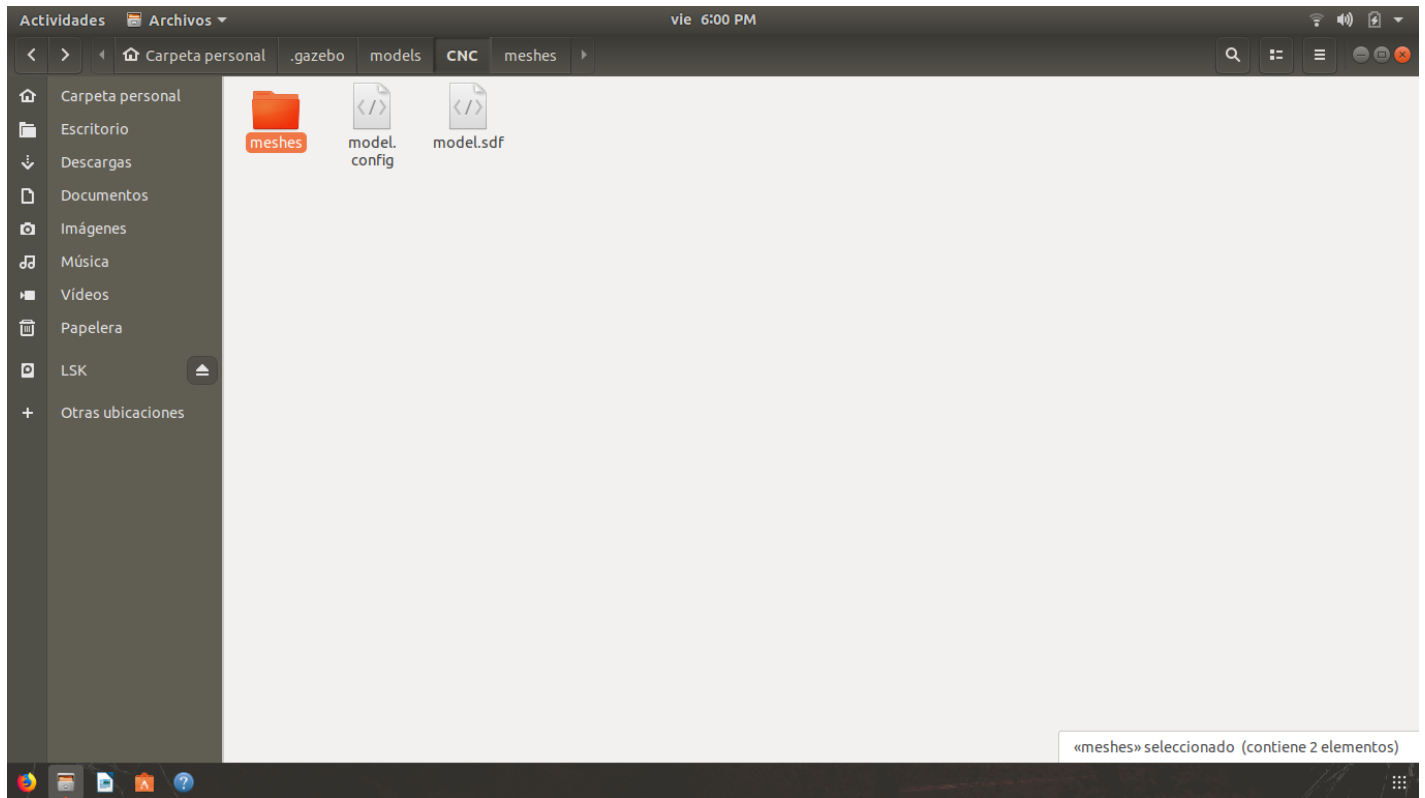 Actividades Archivos vie 6:00 PM
Carpeta personal .gazebo models CNC meshes
Carpeta personal
Escritorio
Descargas
Documentos
Imágenes
Música
Vídeos
Papelera
LSK
Otras ubicaciones
meshes
model.
config
model.sdf
«meshes» seleccionado (contiene 2 elementos)